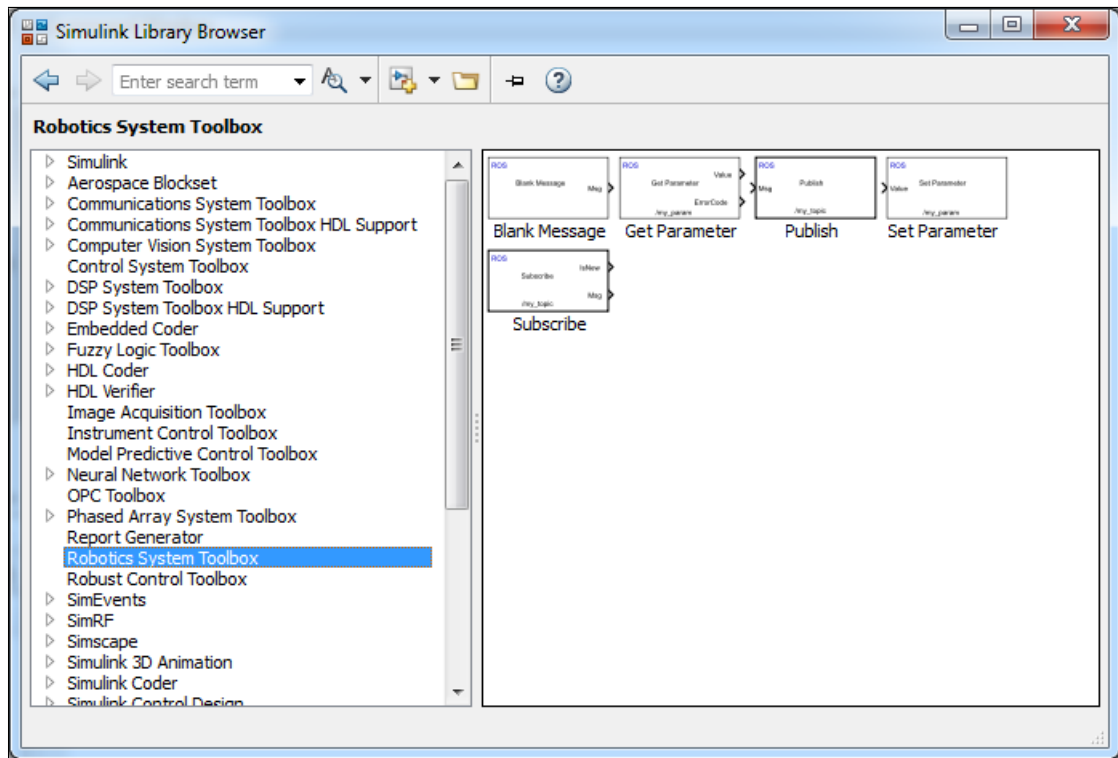 Simulink Library Browser
Enter search term
Robotics System Toolbox
Simulink
Aerospace Blockset
Communications System Toolbox
Communications System Toolbox HDL Support
Computer Vision System Toolbox
Control System Toolbox
DSP System Toolbox
DSP System Toolbox HDL Support
Embedded Coder
Fuzzy Logic Toolbox
HDL Coder
HDL Verifier
Image Acquisition Toolbox
Instrument Control Toolbox
Model Predictive Control Toolbox
Neural Network Toolbox
OPC Toolbox
Phased Array System Toolbox
Report Generator
Robotics System Toolbox
Robust Control Toolbox
SimEvents
SimRF
Simscape
Simulink 3D Animation
Simulink Coder
Simulink Control Design
ROS
Blank Message
Msg
Blank Message
ROS
Value
Get Parameter
ErrorCode
/my_param
Get Parameter
ROS
Msg
Publish
/my_topic
Publish
ROS
Value
Set Parameter
/my_param
Set Parameter
ROS
IsNew
Subscribe
Msg
/my_topic
Subscribe